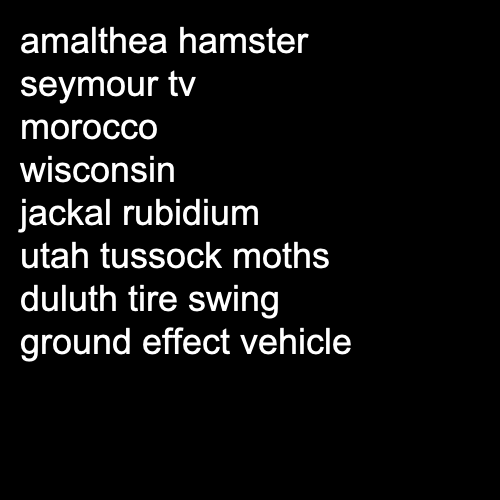 amalthea hamster
seymour tv
morocco
wisconsin
jackal rubidium
utah tussock moths
duluth tire swing
ground effect vehicle